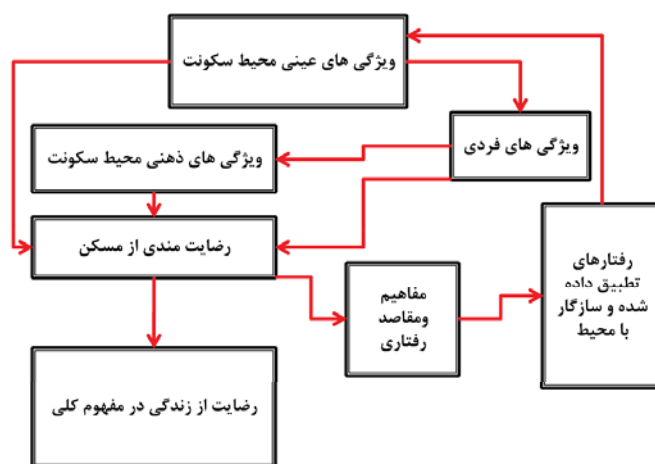 ویژگی های عینی محیط سکونت
ویژگی های فردی
ویژگی های ذهنی محیط سکونت
رضایت مندی از مسکن
مفاهیم
ومقاصد
رفتاری
رفتارهای
تطبیق داده
شده و سازگار
با محیط
رضایت از زندگی در مفهوم کلی